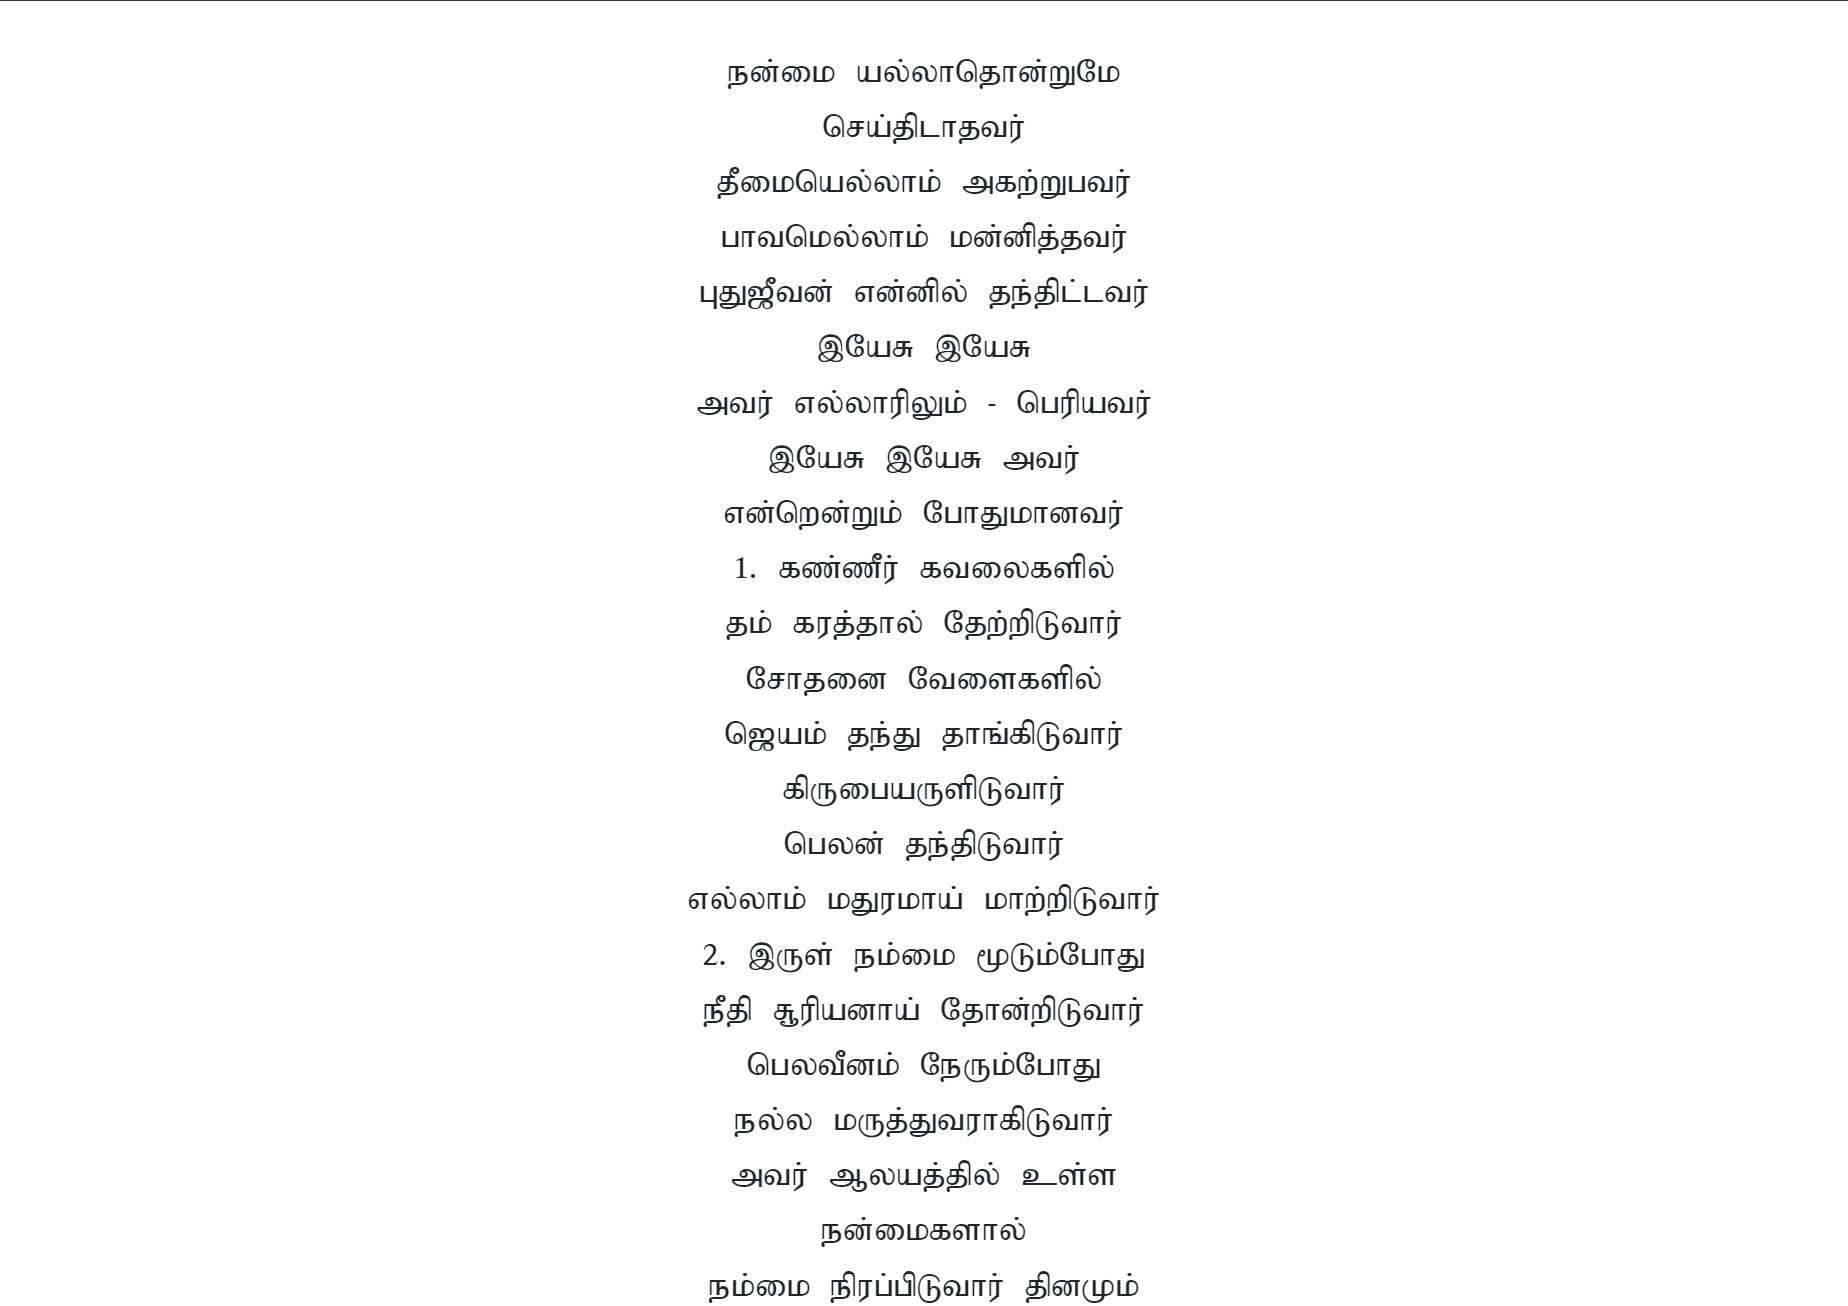 நன்மை யல்லாதொன்றுமே
செய்திடாதவர்
தீமையெல்லாம் அகற்றுபவர்
பாவமெல்லாம் மன்னித்தவர்
புதுஜீவன் என்னில் தந்திட்டவர்
இயேசு இயேசு
அவர் எல்லாரிலும் - பெரியவர்
இயேசு இயேசு அவர்
என்றென்றும் போதுமானவர்
1. கண்ணீர் கவலைகளில்
தம் கரத்தால் தேற்றிடுவார்
சோதனை வேளைகளில்
ஜெயம் தந்து தாங்கிடுவார்
கிருபையருளிடுவார்
பெலன் தந்திடுவார்
எல்லாம் மதுரமாய் மாற்றிடுவார்
2. இருள் நம்மை மூடும்போது
நீதி சூரியனாய் தோன்றிடுவார்
பெலவீனம் நேரும்போது
நல்ல மருத்துவராகிடுவார்
அவர் ஆலயத்தில் உள்ள
நன்மைகளால்
நம்மை நிரப்பிடுவார் தினமும்